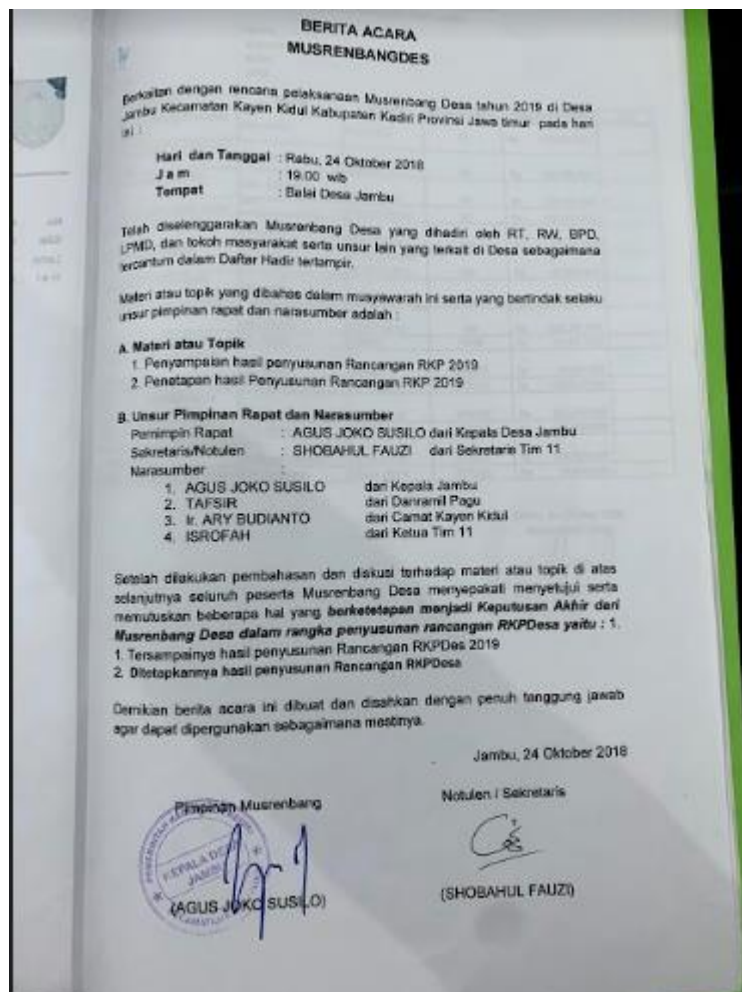 BERITA ACARA
MUSRENBANGDES
Berkaitan dengan rencana pelaksanaan Musrenbang Desa tahun 2019 di Desa
Jambu Kecamatan Kayen Kidul Kabupaten Kediri Provinsi Jawa timur pada hari
ini :
Hari dan Tanggal : Rabu, 24 Oktober 2018
Jam : 19.00 wib
Tempat : Balai Desa Jambu
Telah diselenggarakan Musrenbang Desa yang dihadiri oleh RT, RW, BPD,
LPMD, dan tokoh masyarakat serta unsur lain yang terkait di Desa sebagaimana
tercantum dalam Daftar Hadir terlampir.
Materi atau topik yang dibahas dalam musyawarah ini serta yang bertindak selaku
unsur pimpinan rapat dan narasumber adalah :
A. Materi atau Topik
1. Penyampaian hasil penyusunan Rancangan RKP 2019
2. Penetapan hasil Penyusunan Rancangan RKP 2019
B. Unsur Pimpinan Rapat dan Narasumber
Pemimpin Rapat : AGUS JOKO SUSILO dari Kepala Desa Jambu
Sekretaris/Notulen : SHOBAHUL FAUZI dari Sekretaris Tim 11
Narasumber :
1. AGUS JOKO SUSILO dari Kepala Jambu
2. TAFSIR dari Danramil Pagu
3. Ir. ARY BUDIANTO dari Camat Kayen Kidul
4. ISROFAH dari Ketua Tim 11
Setelah dilakukan pembahasan dan diskusi terhadap materi atau topik di atas
selanjutnya seluruh peserta Musrenbang Desa menyepakati menyetujui serta
memutuskan beberapa hal yang berketetapan menjadi Keputusan Akhir dari
Musrenbang Desa dalam rangka penyusunan rancangan RKPDesa yaitu : 1.
1. Tersampainya hasil penyusunan Rancangan RKPDes 2019
2. Ditetapkannya hasil penyusunan Rancangan RKPDesa
Demikian berita acara ini dibuat dan disahkan dengan penuh tanggung jawab
agar dapat dipergunakan sebagaimana mestinya.
Jambu, 24 Oktober 2018
Pimpinan Musrenbang
Notulen / Sekretaris
KEPALA DESA
JAMBU
(AGUS JOKO SUSILO)
(SHOBAHUL FAUZI)